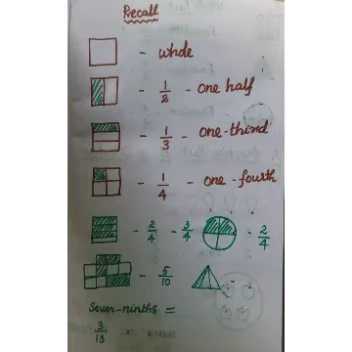 Recall
- whole
- 1/2 - one half
- 1/3 - one-third
- 1/4 - one-fourth
- 2/4 - 3/4 - 2/4
- 5/10
Seven-ninths =
3/13